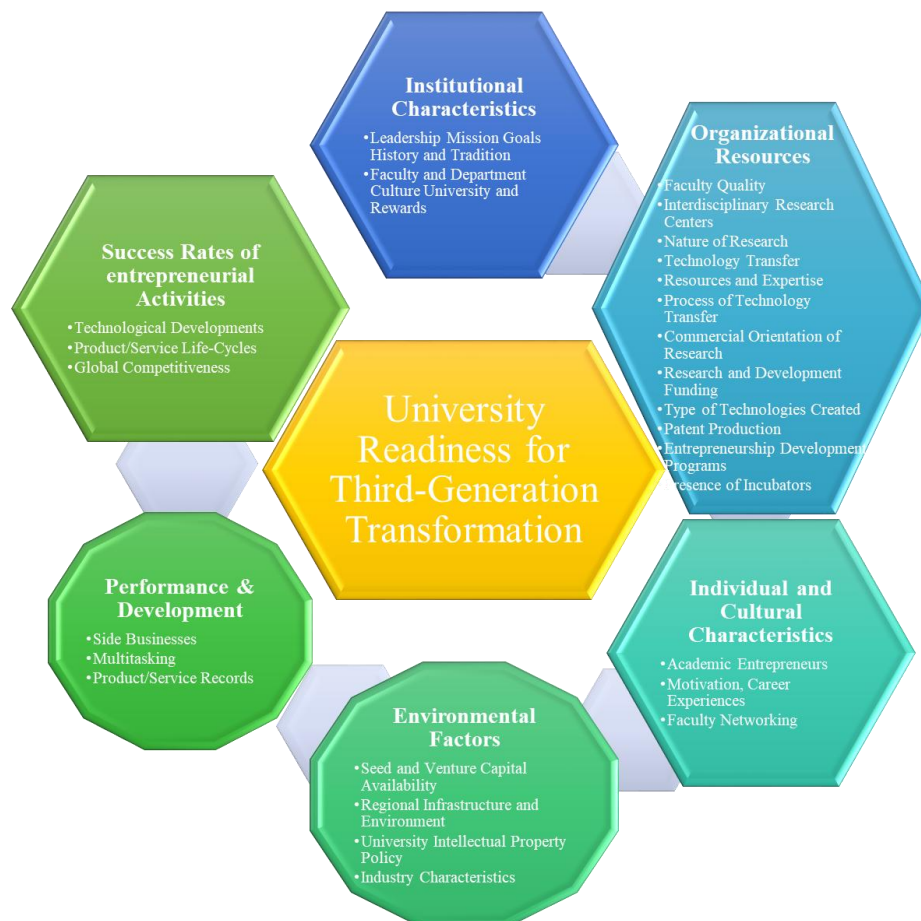 Institutional
Characteristics
•Leadership Mission Goals
History and Tradition
•Faculty and Department
Culture University and
Rewards
Organizational
Resources
•Faculty Quality
•Interdisciplinary Research
Centers
•Nature of Research
•Technology Transfer
•Resources and Expertise
•Process of Technology
Transfer
•Commercial Orientation of
Research
•Research and Development
Funding
•Type of Technologies Created
•Patent Production
•Entrepreneurship Development
Programs
•Presence of Incubators
Individual and
Cultural
Characteristics
•Academic Entrepreneurs
•Motivation, Career
Experiences
•Faculty Networking
Environmental
Factors
•Seed and Venture Capital
Availability
•Regional Infrastructure and
Environment
•University Intellectual Property
Policy
•Industry Characteristics
Performance &
Development
•Side Businesses
•Multitasking
•Product/Service Records
Success Rates of
entrepreneurial
Activities
•Technological Developments
•Product/Service Life-Cycles
•Global Competitiveness
University
Readiness for
Third-Generation
Transformation